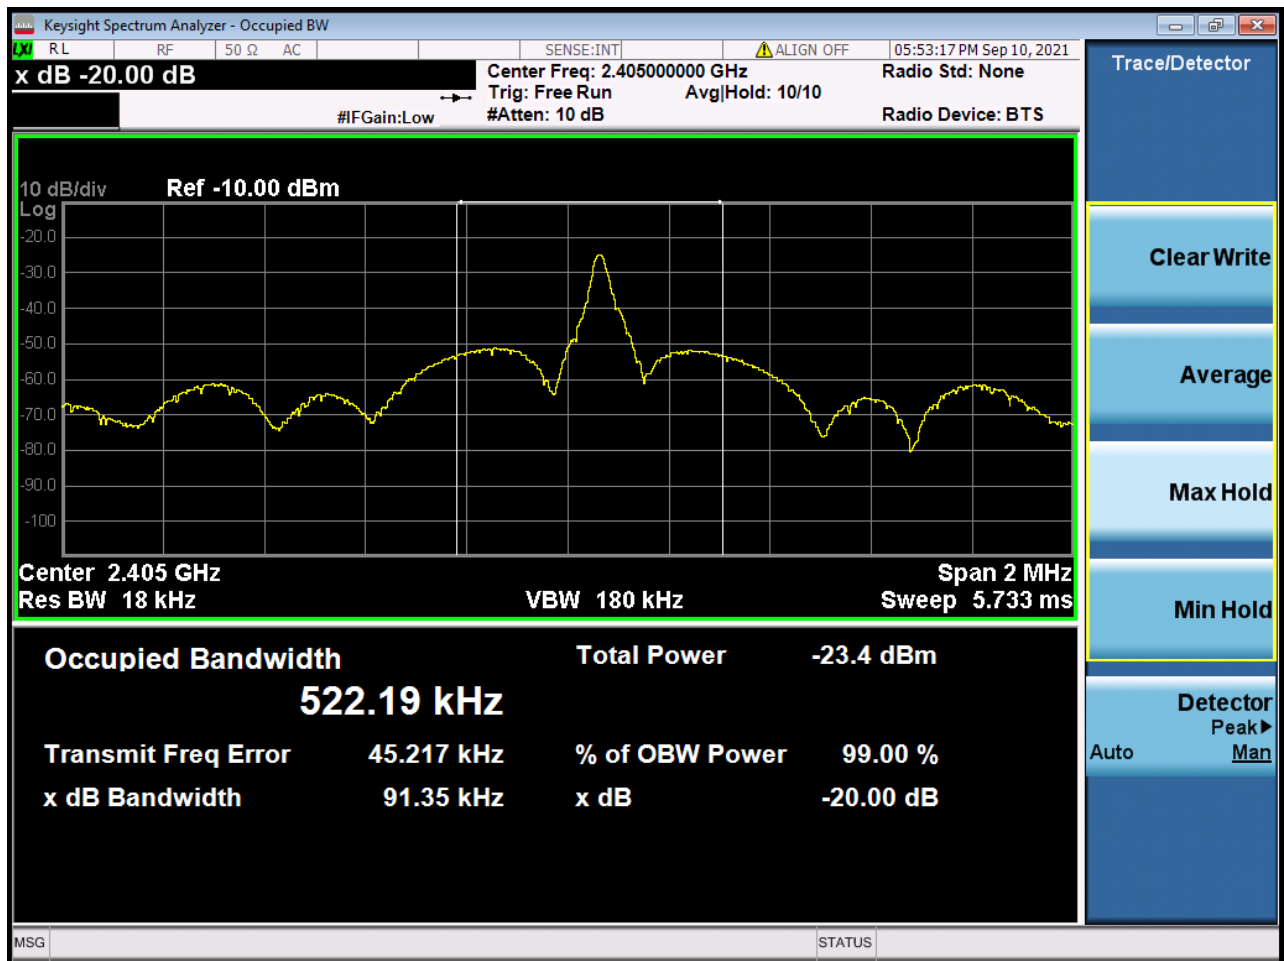 Keysight Spectrum Analyzer - Occupied BW
LXI RL RF 50 Ω AC SENSE:INT ALIGN OFF 05:53:17 PM Sep 10, 2021
x dB -20.00 dB
Center Freq: 2.405000000 GHz
Radio Std: None
Trig: Free Run Avg|Hold: 10/10
#IFGain:Low
#Atten: 10 dB
Radio Device: BTS
Trace/Detector
10 dB/div Ref -10.00 dBm
Log
-20.0
-30.0
-40.0
-50.0
-60.0
-70.0
-80.0
-90.0
-100
Center 2.405 GHz Span 2 MHz
Res BW 18 kHz VBW 180 kHz Sweep 5.733 ms
Occupied Bandwidth Total Power -23.4 dBm
522.19 kHz
Transmit Freq Error 45.217 kHz % of OBW Power 99.00 %
x dB Bandwidth 91.35 kHz x dB -20.00 dB
Clear Write
Average
Max Hold
Min Hold
Detector
Peak▶
Auto Man
MSG STATUS